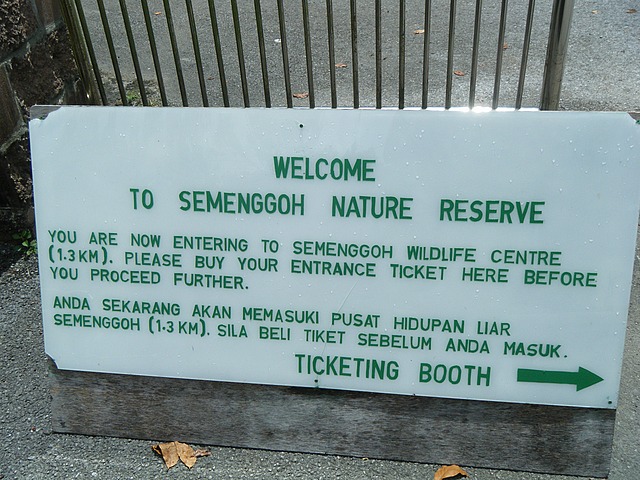 WELCOME
TO SEMENGGOH NATURE RESERVE
YOU ARE NOW ENTERING TO SEMENGGOH WILDLIFE CENTRE
(1.3 KM). PLEASE BUY YOUR ENTRANCE TICKET HERE BEFORE
YOU PROCEED FURTHER.
ANDA SEKARANG AKAN MEMASUKI PUSAT HIDUPAN LIAR
SEMENGGOH (1.3 KM). SILA BELI TIKET SEBELUM ANDA MASUK.
TICKETING BOOTH